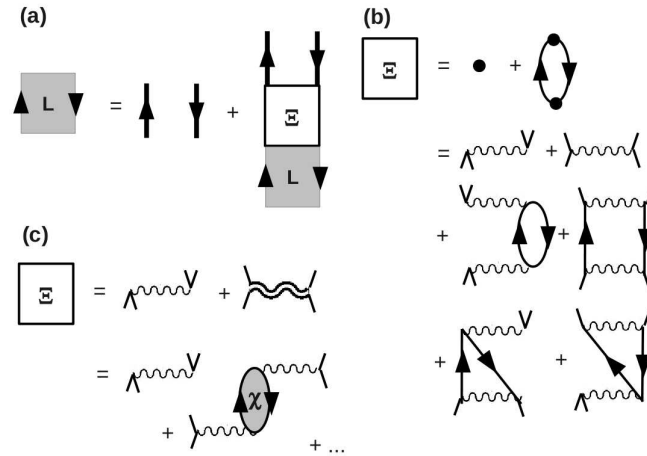 (a)
L = + Ξ
L
(b)
Ξ = +
= +
+ +
+ +
(c)
Ξ = +
=
χ
+ + ...